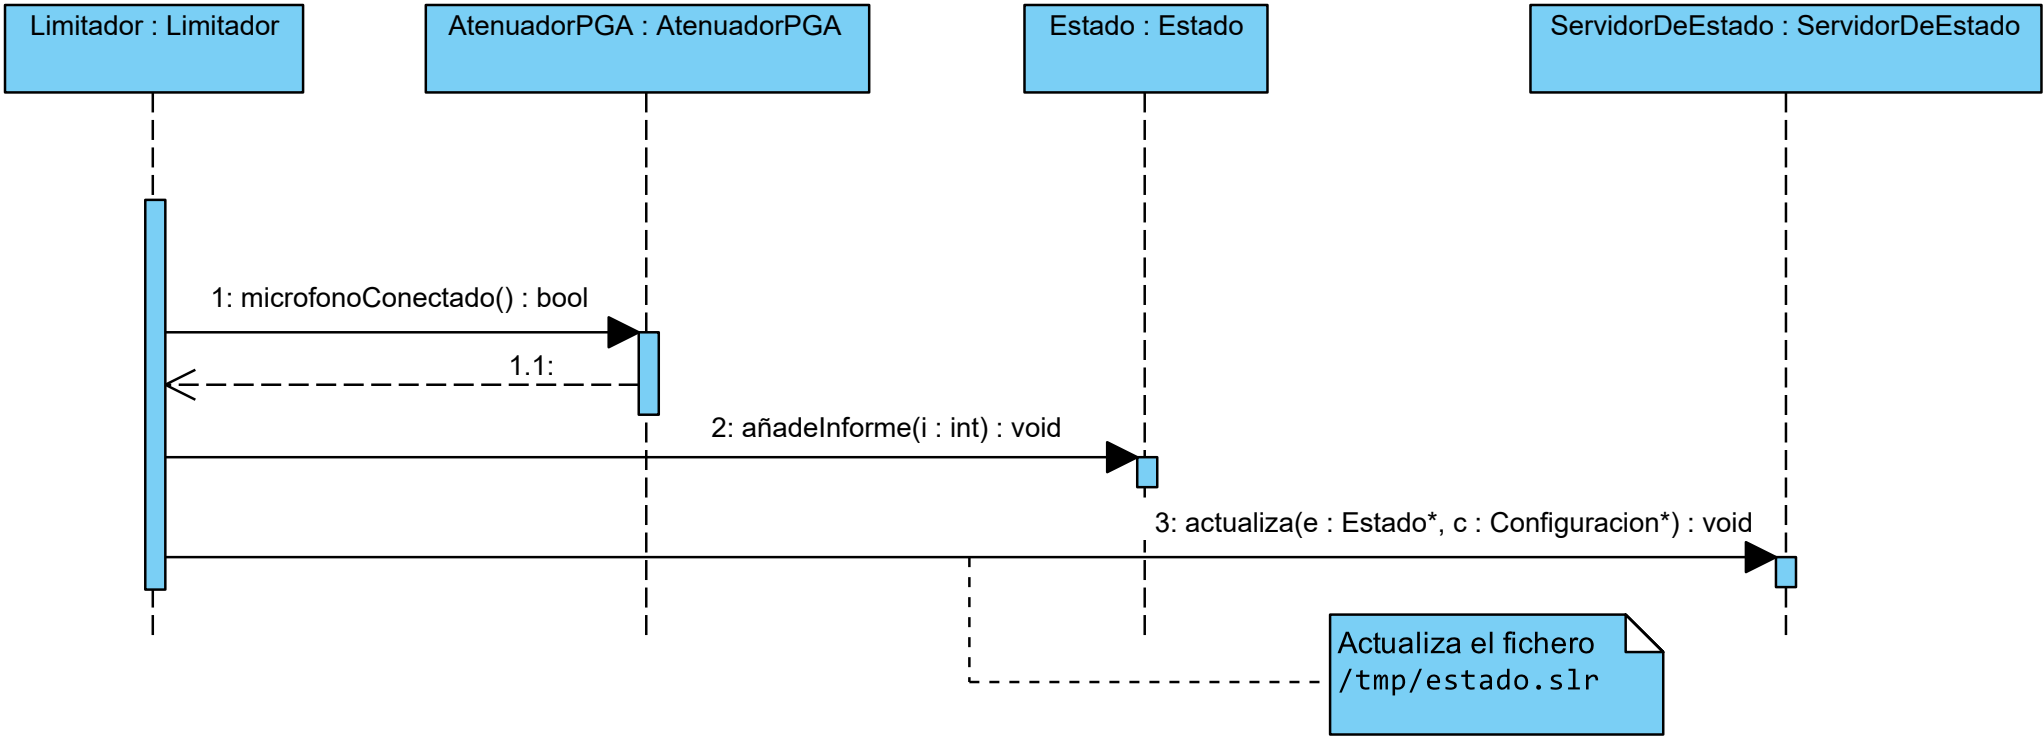 Limitador : Limitador
AtenuadorPGA : AtenuadorPGA
Estado : Estado
ServidorDeEstado : ServidorDeEstado
1: microfonoConectado() : bool
1.1:
2: añadeInforme(i : int) : void
3: actualiza(e : Estado*, c : Configuracion*) : void
Actualiza el fichero
/tmp/estado.slr